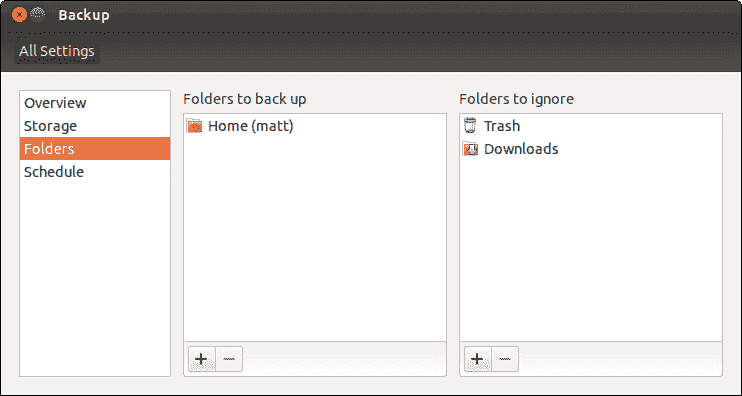 Backup
All Settings
Overview
Storage
Folders
Schedule
Folders to back up
Home (matt)
Folders to ignore
Trash
Downloads